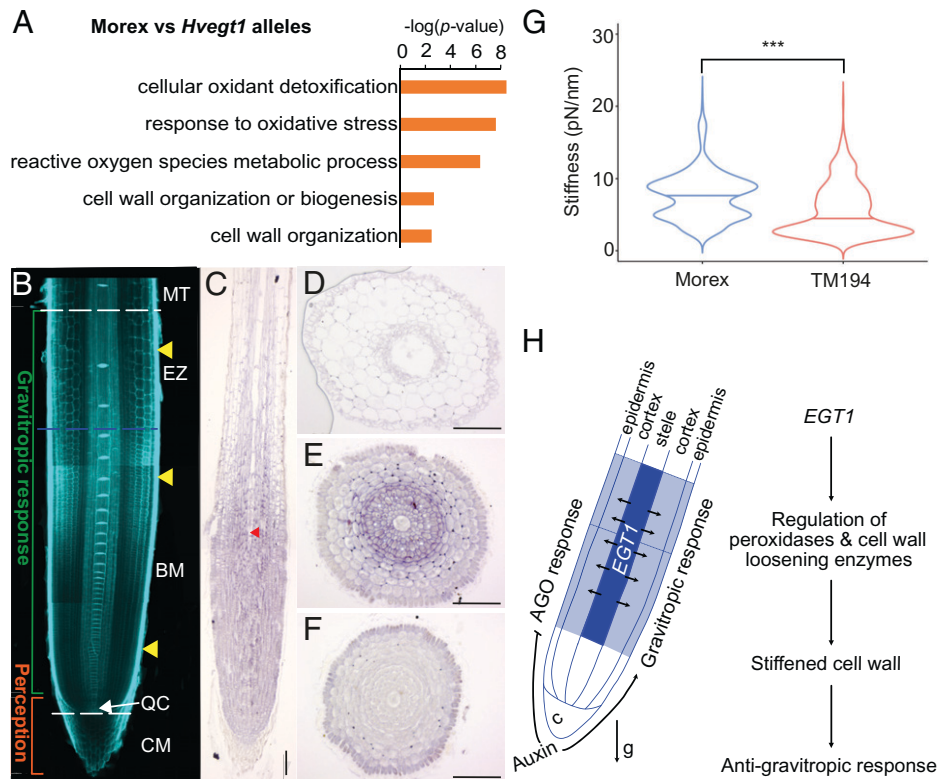 A
Morex vs Hvegt1 alleles
-log(p-value)
0 2 4 6 8
cellular oxidant detoxification
response to oxidative stress
reactive oxygen species metabolic process
cell wall organization or biogenesis
cell wall organization
B
MT
EZ
BM
QC
CM
Gravitropic response
Perception
C
D
E
F
G
Stiffness (pN/nm)
30
20
10
0
***
Morex
TM194
H
epidermis
cortex
stele
cortex
epidermis
EGT1
AGO response
Gravitropic response
c
Auxin
g
EGT1
Regulation of
peroxidases & cell wall
loosening enzymes
Stiffened cell wall
Anti-gravitropic response